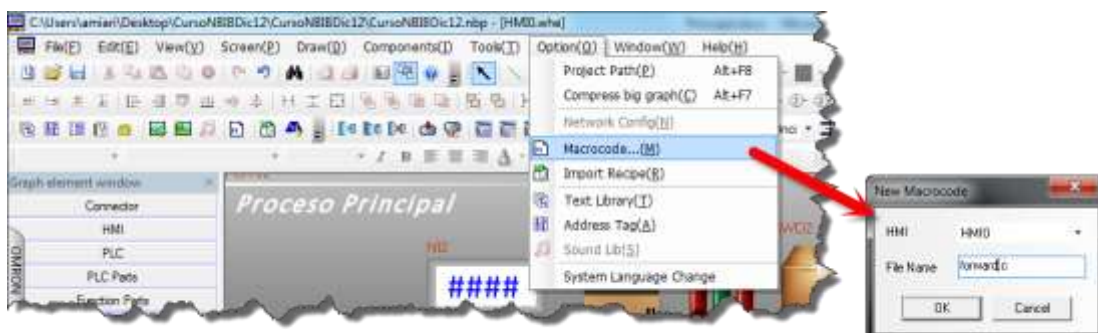 C:\Users\amieri\Desktop\CursoNBIBDic12\CursoNBIBDic12\CursoNBIBDic12.nbp - [HMI0.whe]
File(F) Edit(E) View(V) Screen(P) Draw(D) Components(I) Tools(T) Option(O) Window(W) Help(H)
Project Path(P) Alt+F8
Compress big graph(C) Alt+F7
Network Config(N)
Macrocode...(M)
Import Recipe(R)
Text Library(T)
Address Tag(A)
Sound Lib(S)
System Language Change
Graph element window
Connector
HMI
PLC
PLC Parts
Function Parts
OMRON
Proceso Principal
####
New Macrocode
HMI HMI0
File Name forward.c
OK Cancel